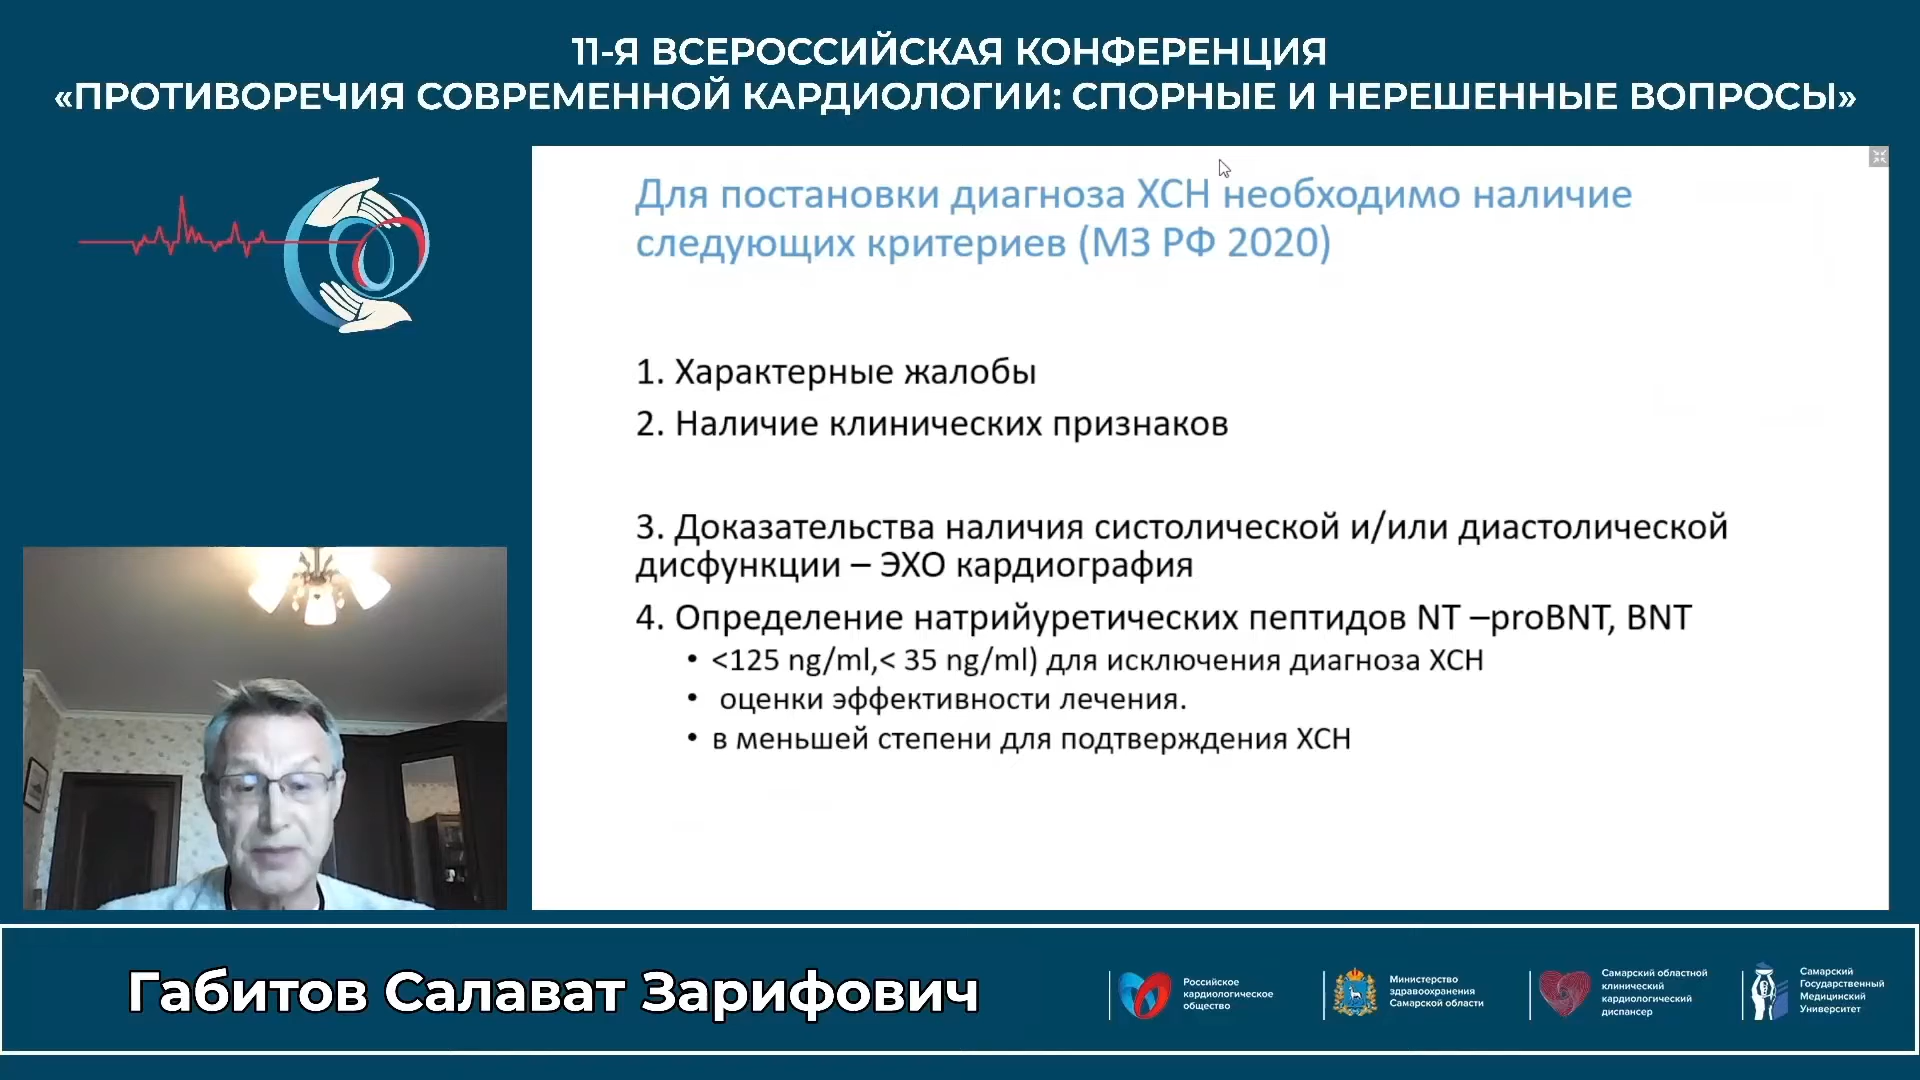 11-Я ВСЕРОССИЙСКАЯ КОНФЕРЕНЦИЯ
«ПРОТИВОРЕЧИЯ СОВРЕМЕННОЙ КАРДИОЛОГИИ: СПОРНЫЕ И НЕРЕШЕННЫЕ ВОПРОСЫ»
Для постановки диагноза ХСН необходимо наличие
следующих критериев (МЗ РФ 2020)
1. Характерные жалобы
2. Наличие клинических признаков
3. Доказательства наличия систолической и/или диастолической
дисфункции – ЭХО кардиография
4. Определение натрийуретических пептидов NT –proBNT, BNT
• <125 ng/ml,< 35 ng/ml) для исключения диагноза ХСН
• оценки эффективности лечения.
• в меньшей степени для подтверждения ХСН
Габитов Салават Зарифович
Российское
кардиологическое
общество
Министерство
здравоохранения
Самарской области
Самарский областной
клинический
кардиологический
диспансер
Самарский
Государственный
Медицинский
Университет